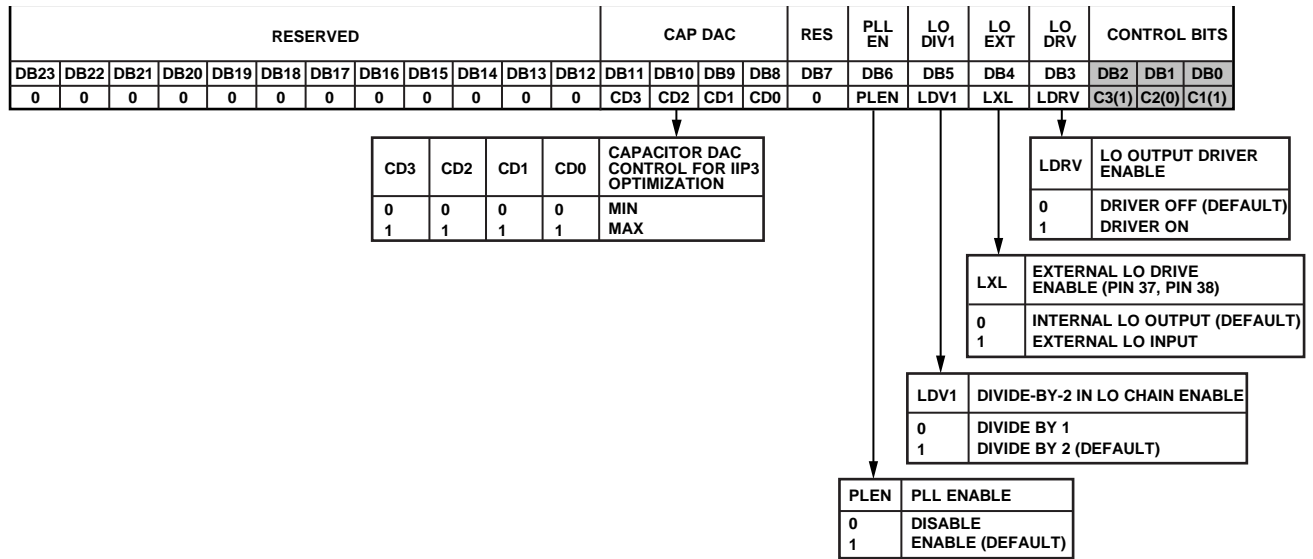 RESERVED CAP DAC RES PLL EN LO DIV1 LO EXT LO DRV CONTROL BITS
DB23 DB22 DB21 DB20 DB19 DB18 DB17 DB16 DB15 DB14 DB13 DB12 DB11 DB10 DB9 DB8 DB7 DB6 DB5 DB4 DB3 DB2 DB1 DB0
0 0 0 0 0 0 0 0 0 0 0 0 CD3 CD2 CD1 CD0 0 PLEN LDV1 LXL LDRV C3(1) C2(0) C1(1)
CD3 CD2 CD1 CD0 CAPACITOR DAC
CONTROL FOR IIP3
OPTIMIZATION
0 0 0 0 MIN
1 1 1 1 MAX
LDRV LO OUTPUT DRIVER
ENABLE
0 DRIVER OFF (DEFAULT)
1 DRIVER ON
LXL EXTERNAL LO DRIVE
ENABLE (PIN 37, PIN 38)
0 INTERNAL LO OUTPUT (DEFAULT)
1 EXTERNAL LO INPUT
LDV1 DIVIDE-BY-2 IN LO CHAIN ENABLE
0 DIVIDE BY 1
1 DIVIDE BY 2 (DEFAULT)
PLEN PLL ENABLE
0 DISABLE
1 ENABLE (DEFAULT)